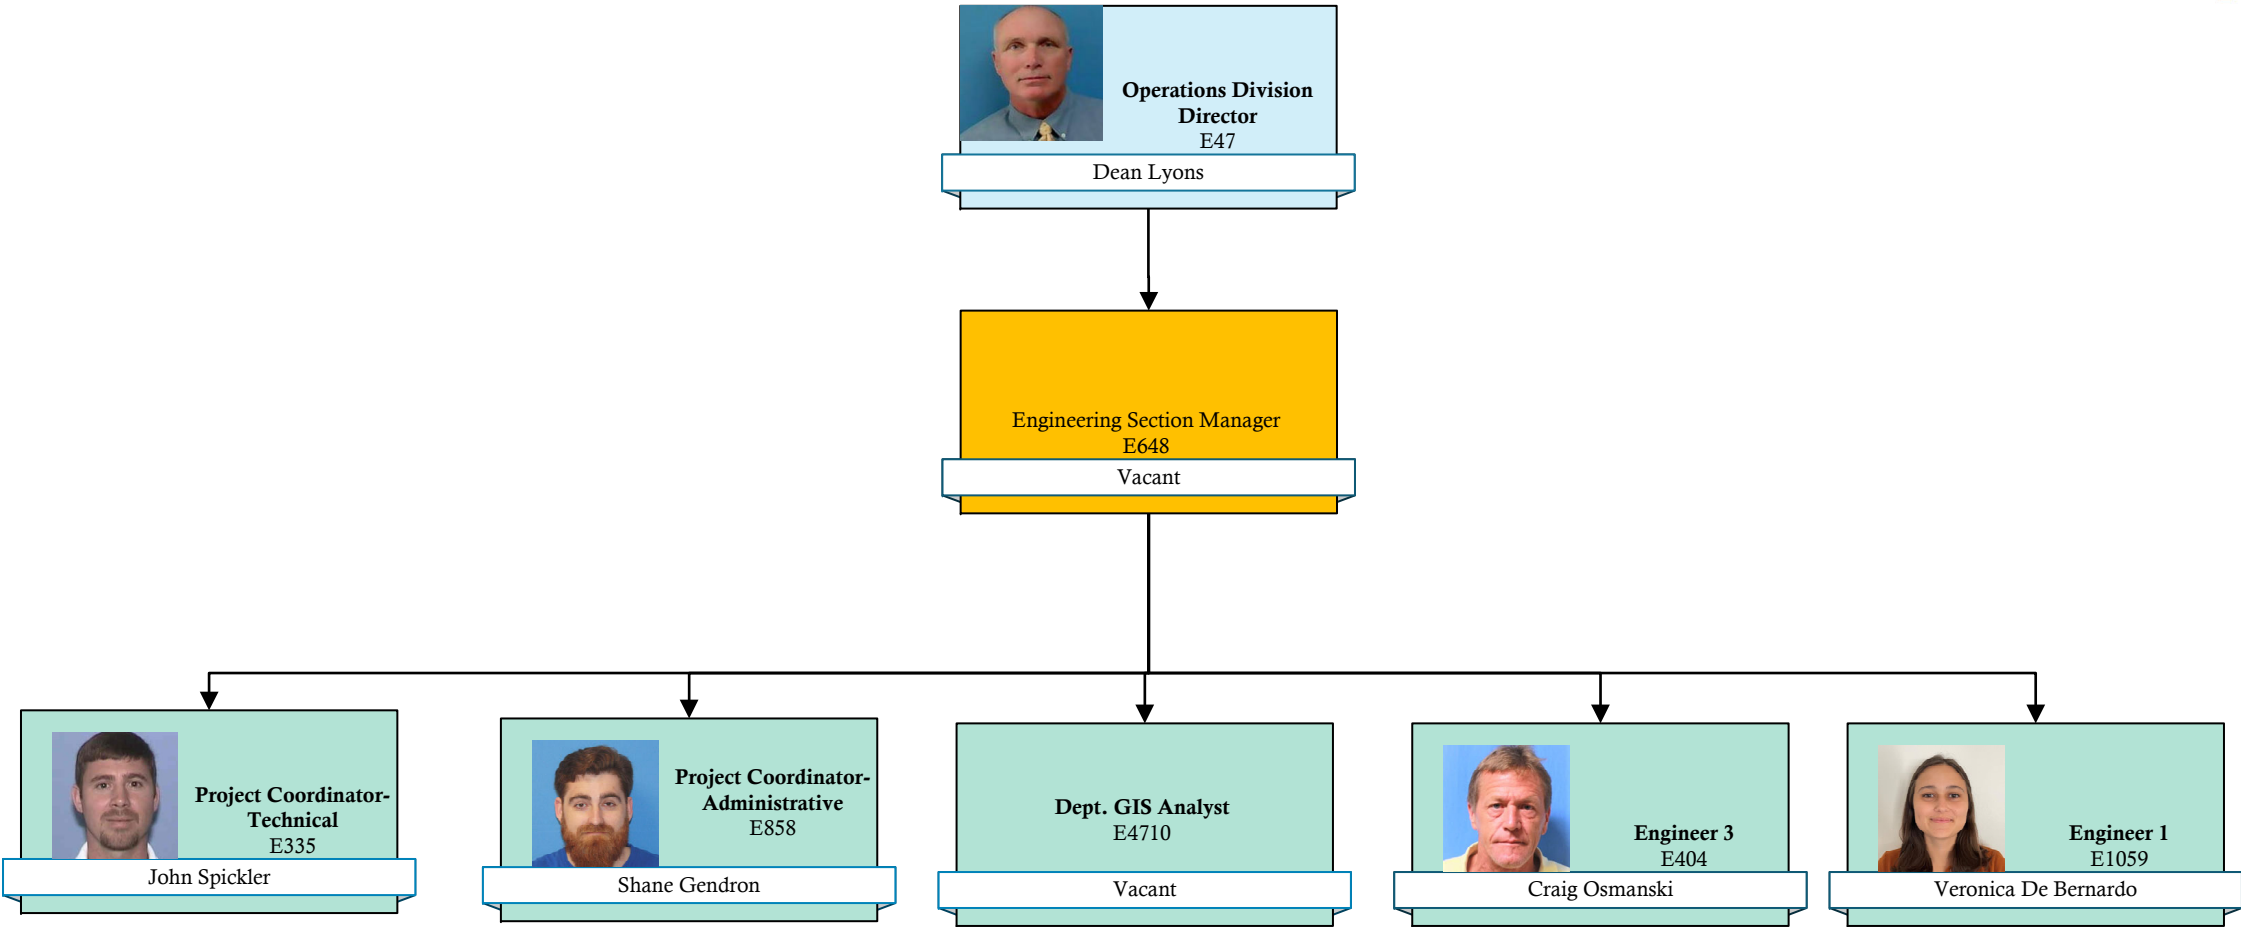 Operations Division
Director
E47
Dean Lyons
Engineering Section Manager
E648
Vacant
Project Coordinator-
Technical
E335
John Spickler
Project Coordinator-
Administrative
E858
Shane Gendron
Dept. GIS Analyst
E4710
Vacant
Engineer 3
E404
Craig Osmanski
Engineer 1
E1059
Veronica De Bernardo